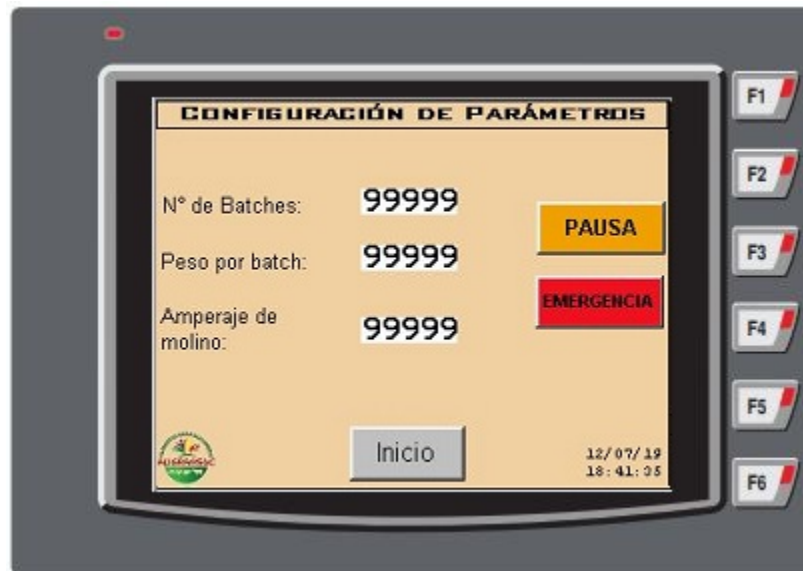 CONFIGURACIÓN DE PARÁMETROS
N° de Batches: 99999
PAUSA
Peso por batch: 99999
EMERGENCIA
Amperaje de
molino: 99999
Inicio
12/07/19
18:41:35
F1
F2
F3
F4
F5
F6